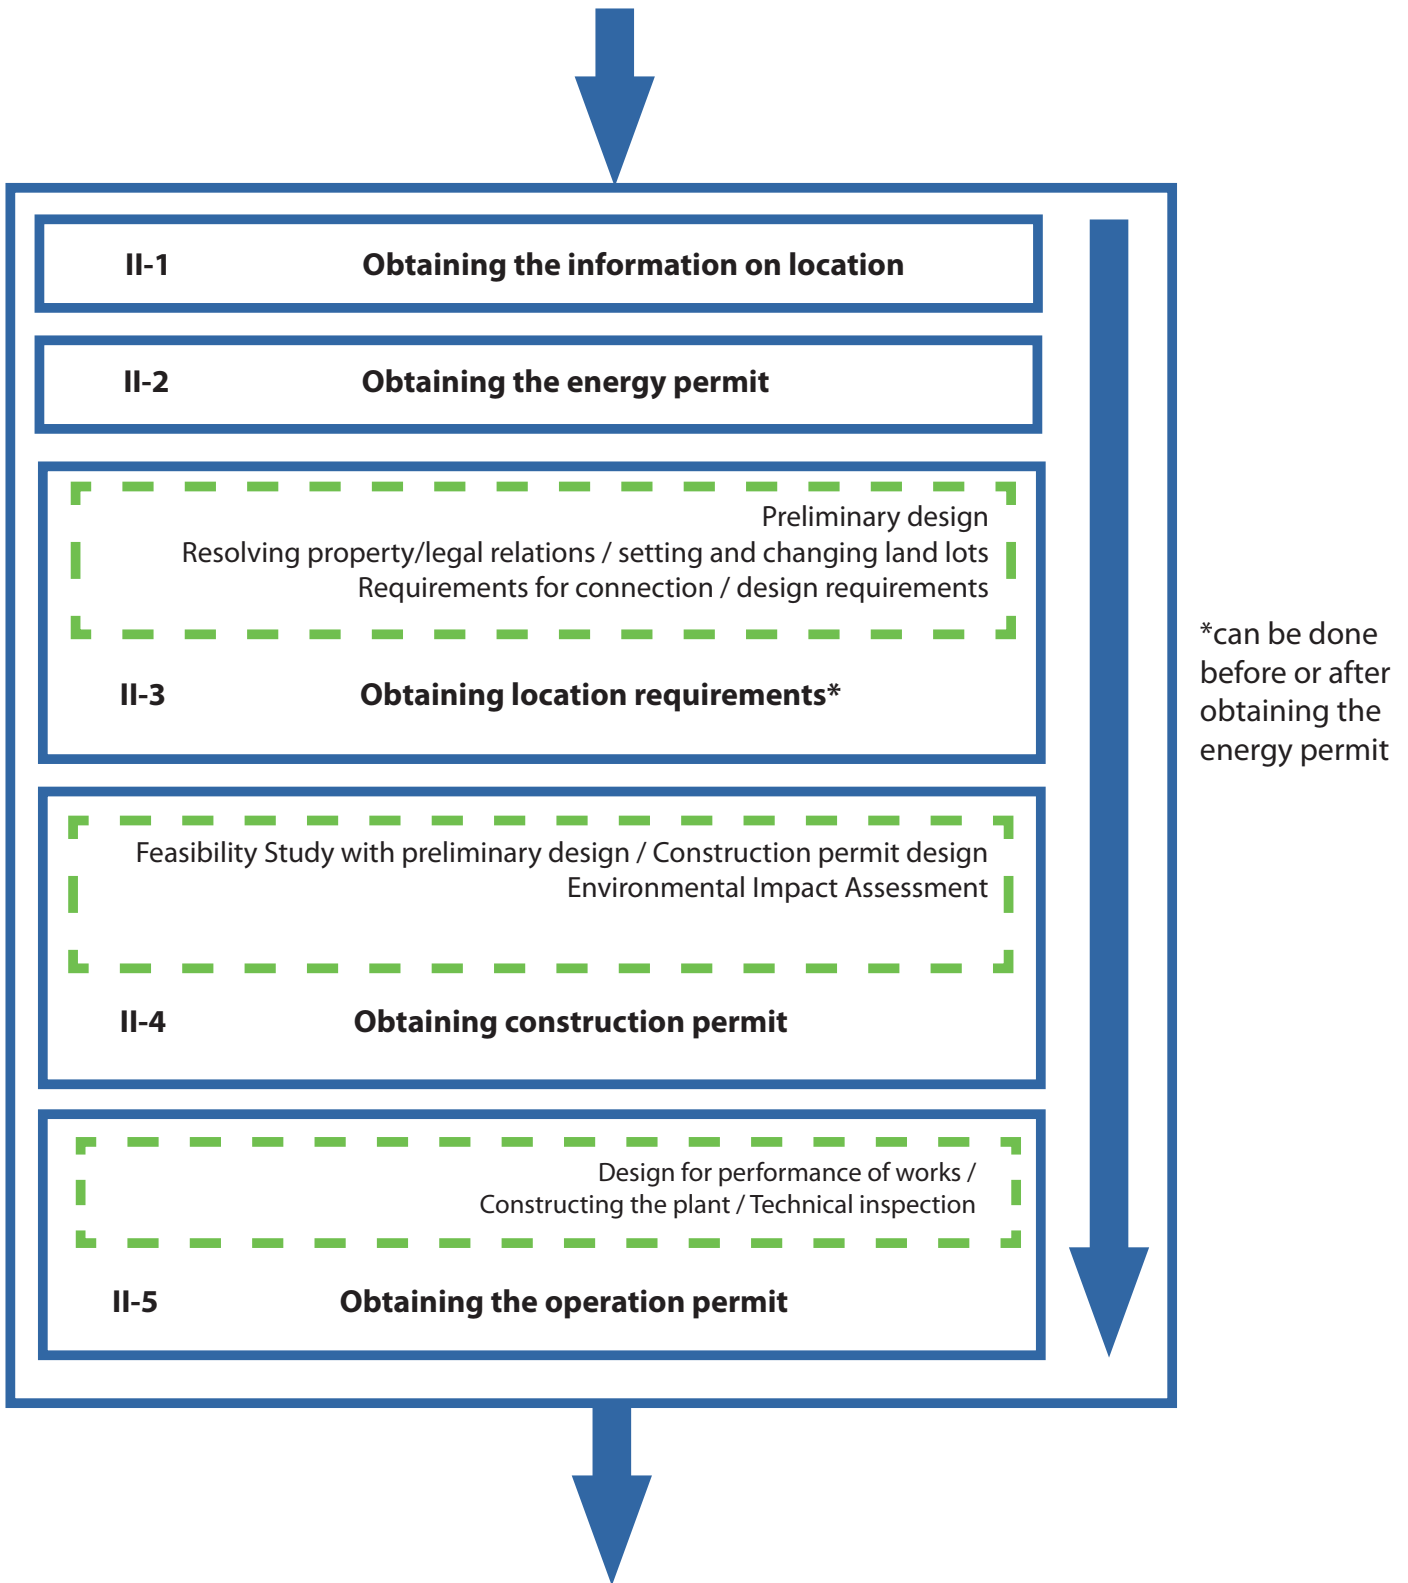 II-1 Obtaining the information on location
II-2 Obtaining the energy permit
Preliminary design
Resolving property/legal relations / setting and changing land lots
Requirements for connection / design requirements
II-3 Obtaining location requirements*
*can be done
before or after
obtaining the
energy permit
Feasibility Study with preliminary design / Construction permit design
Environmental Impact Assessment
II-4 Obtaining construction permit
Design for performance of works /
Constructing the plant / Technical inspection
II-5 Obtaining the operation permit